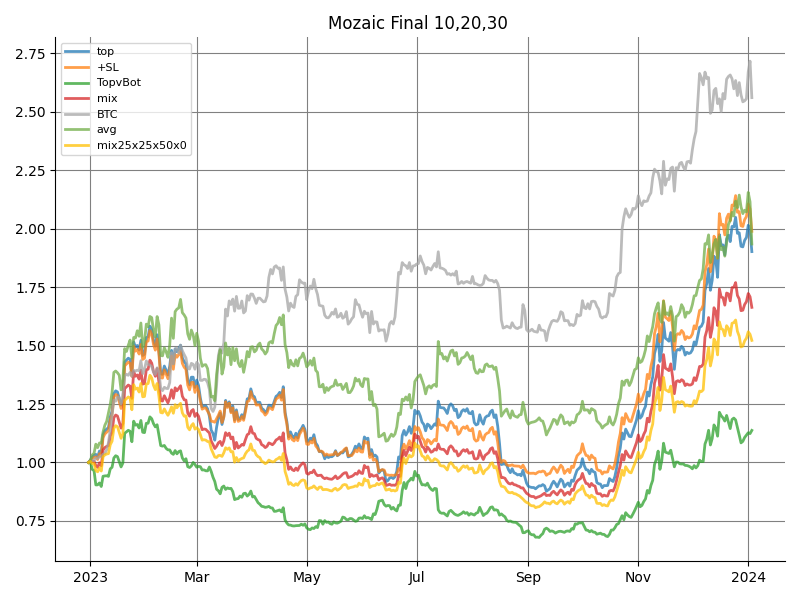 Mozaic Final 10,20,30
top
+SL
TopvBot
mix
BTC
avg
mix25x25x50x0
2.75
2.50
2.25
2.00
1.75
1.50
1.25
1.00
0.75
2023 Mar May Jul Sep Nov 2024